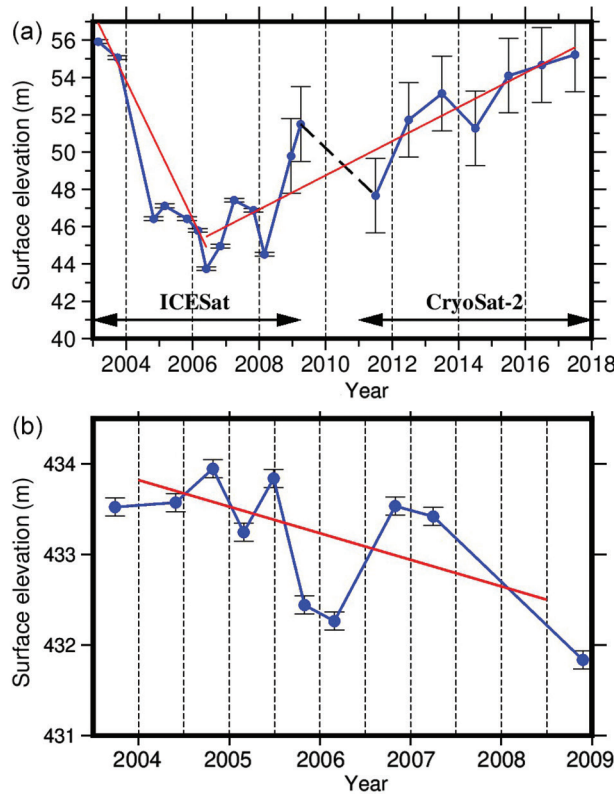 (a)
Surface elevation (m)
56
54
52
50
48
46
44
42
40
ICESat
CryoSat-2
2004 2006 2008 2010 2012 2014 2016 2018
Year
(b)
Surface elevation (m)
434
433
432
431
2004 2005 2006 2007 2008 2009
Year